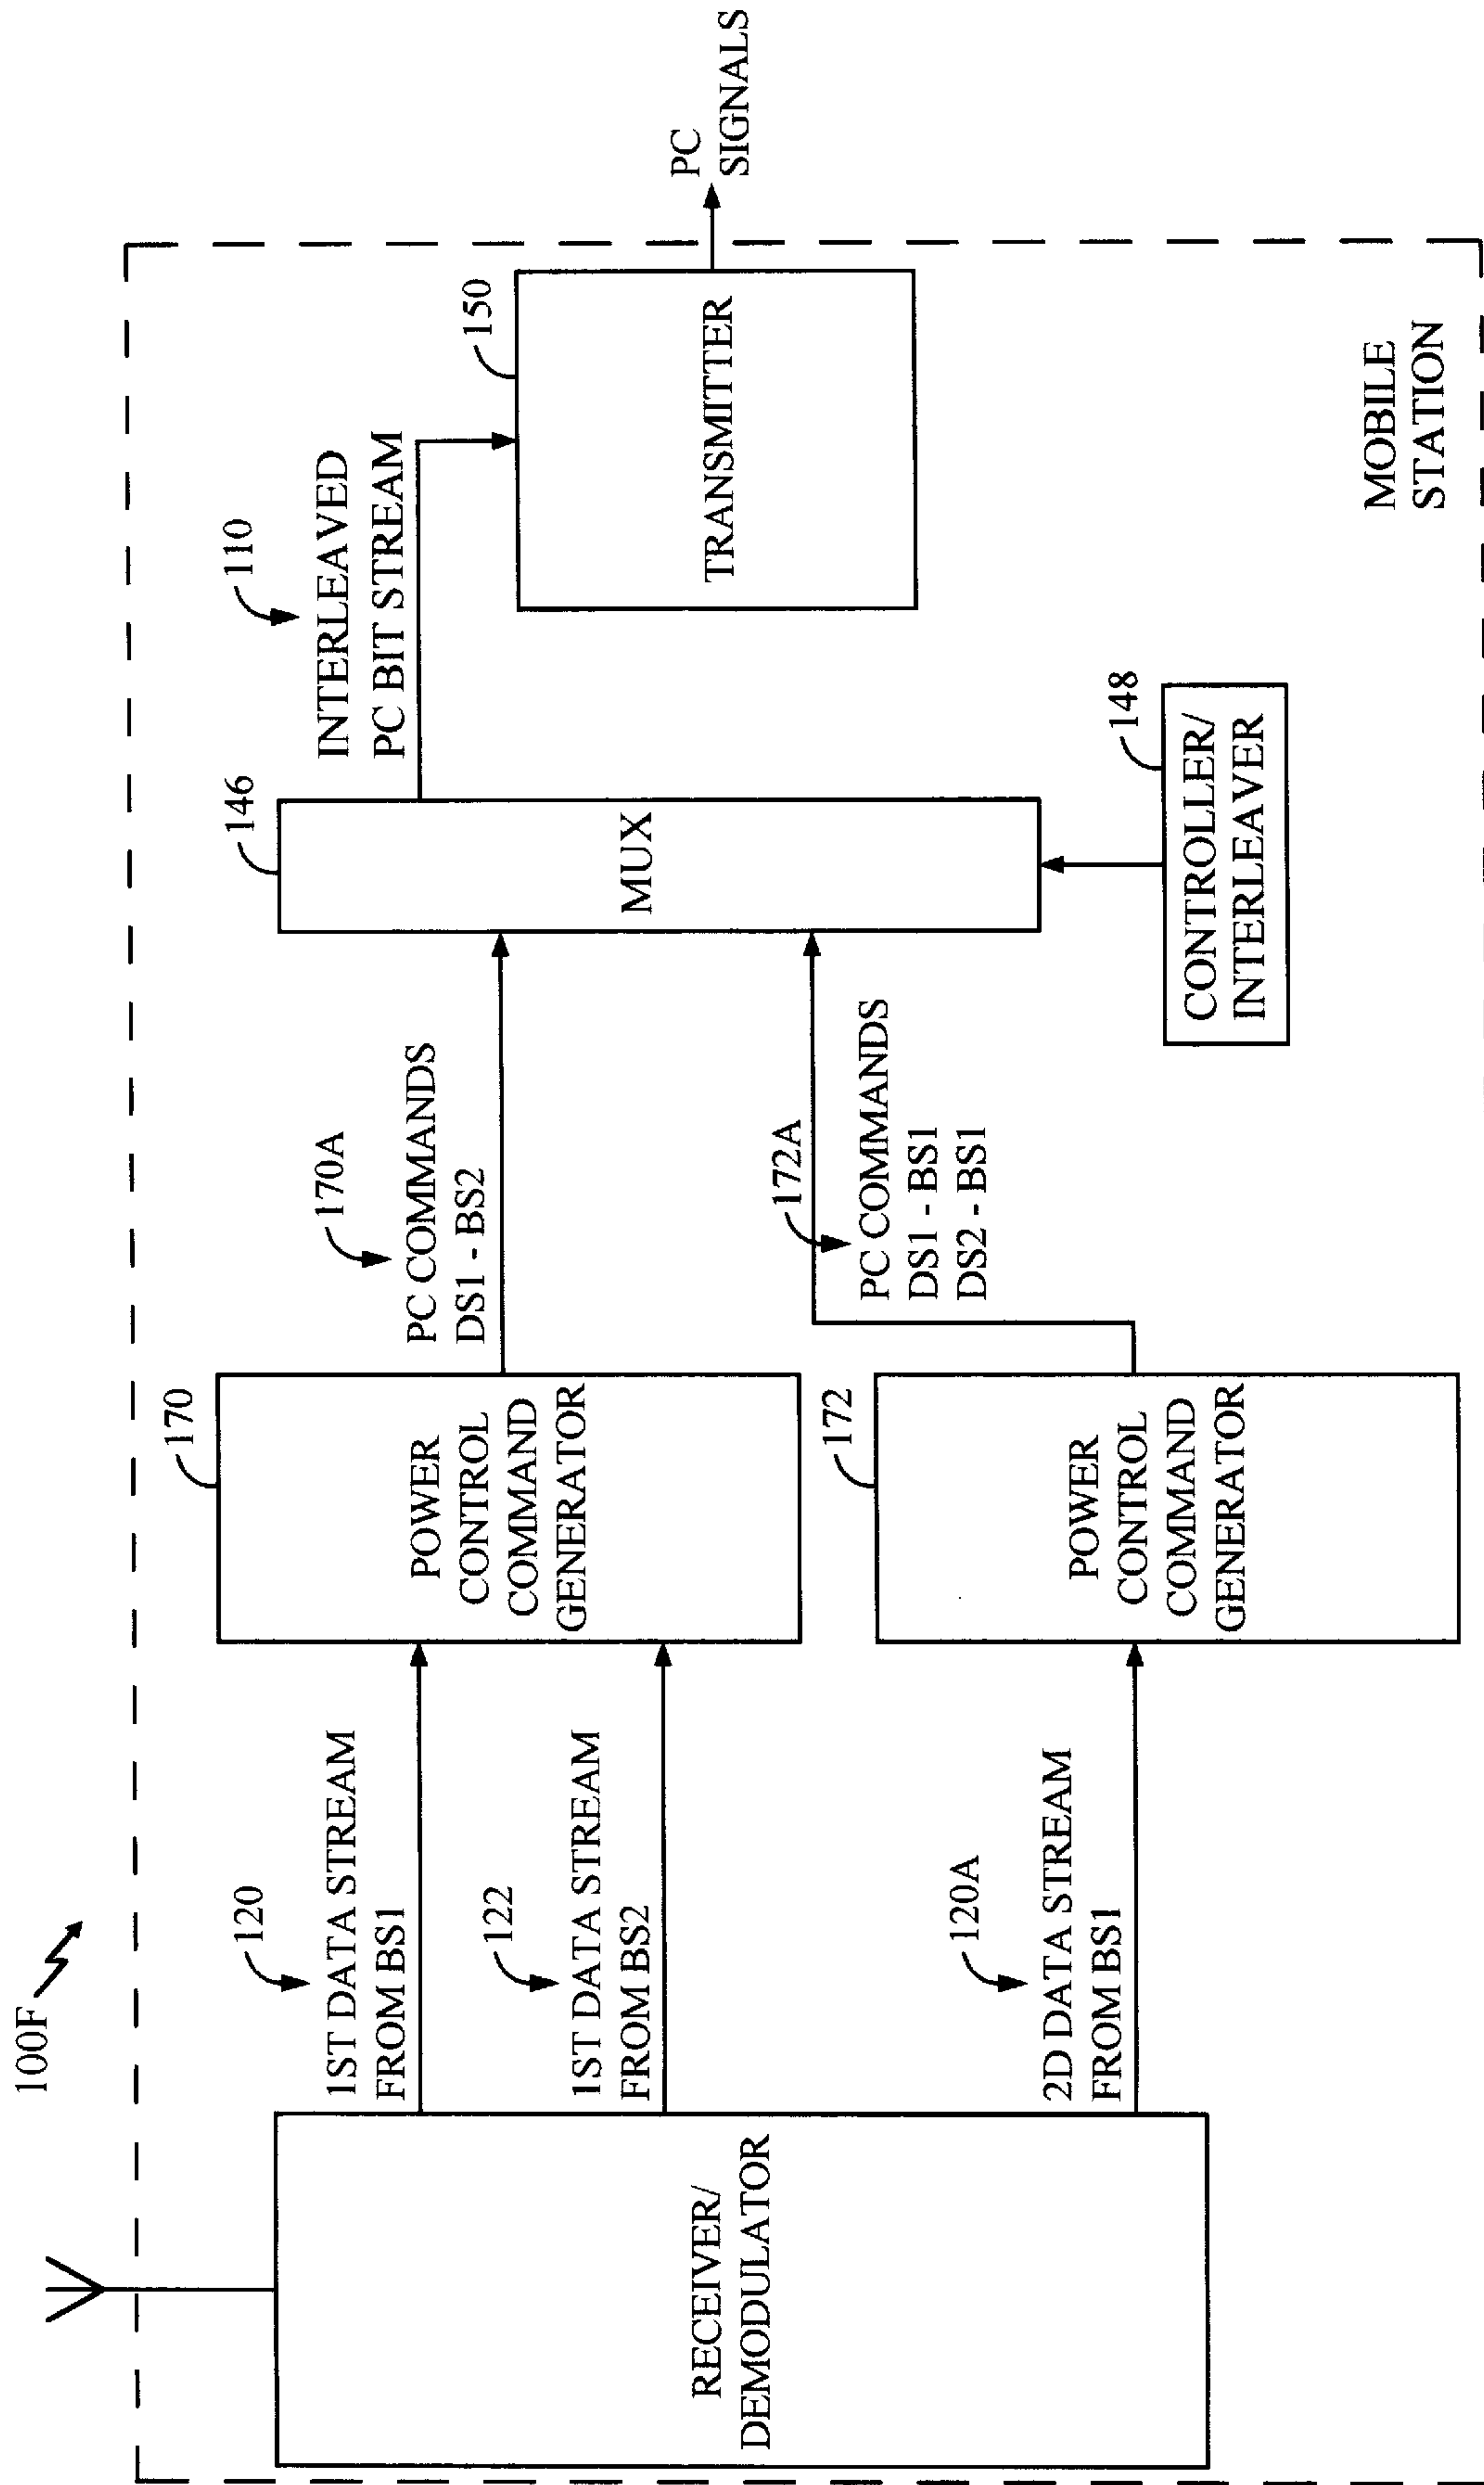 100F
RECEIVER/
DEMODULATOR
120
1ST DATA STREAM
FROM BS1
122
1ST DATA STREAM
FROM BS2
120A
2D DATA STREAM
FROM BS1
170
POWER
CONTROL
COMMAND
GENERATOR
172
POWER
CONTROL
COMMAND
GENERATOR
170A
PC COMMANDS
DS1 - BS2
172A
PC COMMANDS
DS1 - BS1
DS2 - BS1
146
MUX
148
CONTROLLER/
INTERLEAVER
110
INTERLEAVED
PC BIT STREAM
150
TRANSMITTER
PC
SIGNALS
MOBILE
STATION